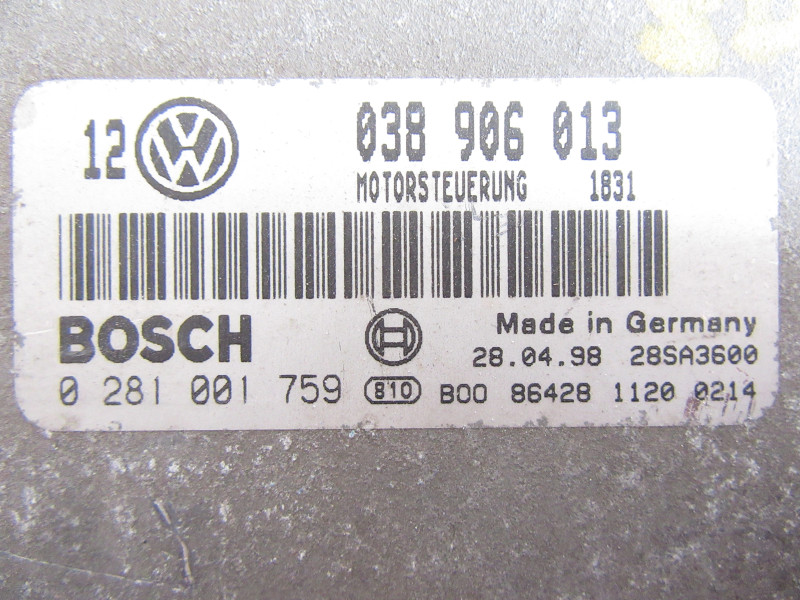 12 VW 038 906 013
MOTORSTEUERUNG 1831
BOSCH Made in Germany
28.04.98 28SA3600
0 281 001 759 810 B00 86428 1120 0214